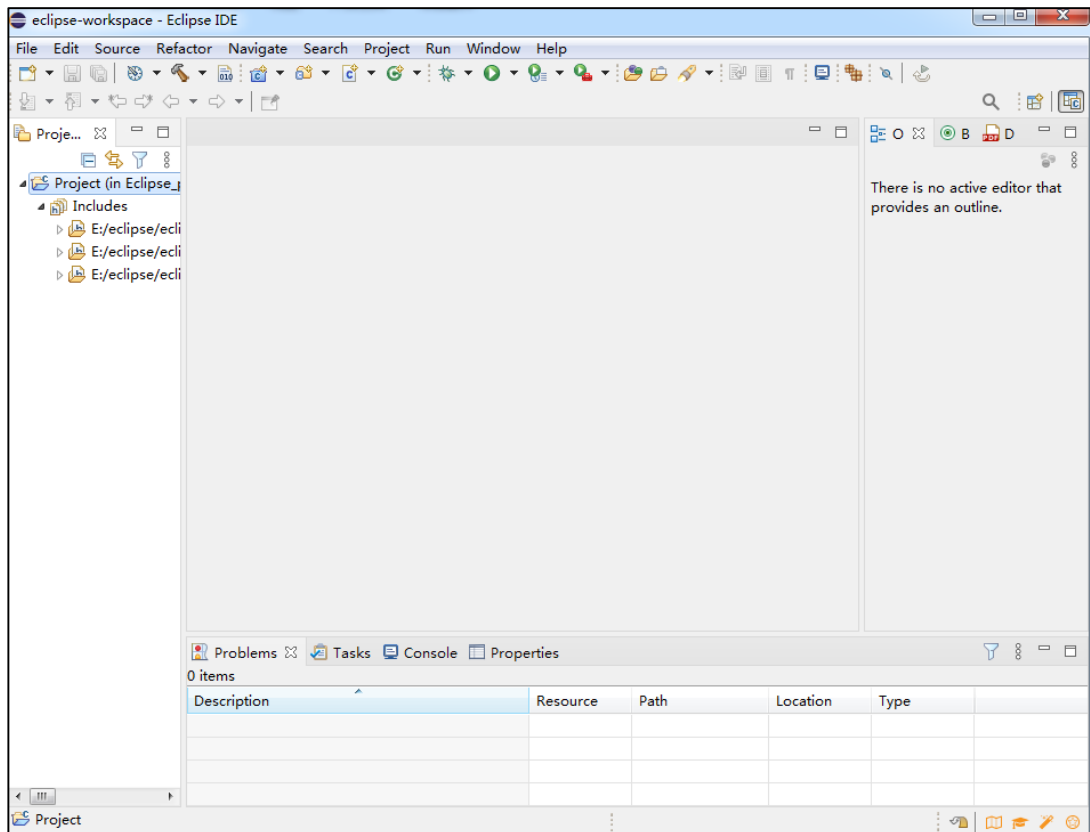 eclipse-workspace - Eclipse IDE
File Edit Source Refactor Navigate Search Project Run Window Help
Proje...
O B D
Project (in Eclipse_p
Includes
E:/eclipse/ecli
E:/eclipse/ecli
E:/eclipse/ecli
There is no active editor that
provides an outline.
Problems Tasks Console Properties
0 items
Description Resource Path Location Type
Project